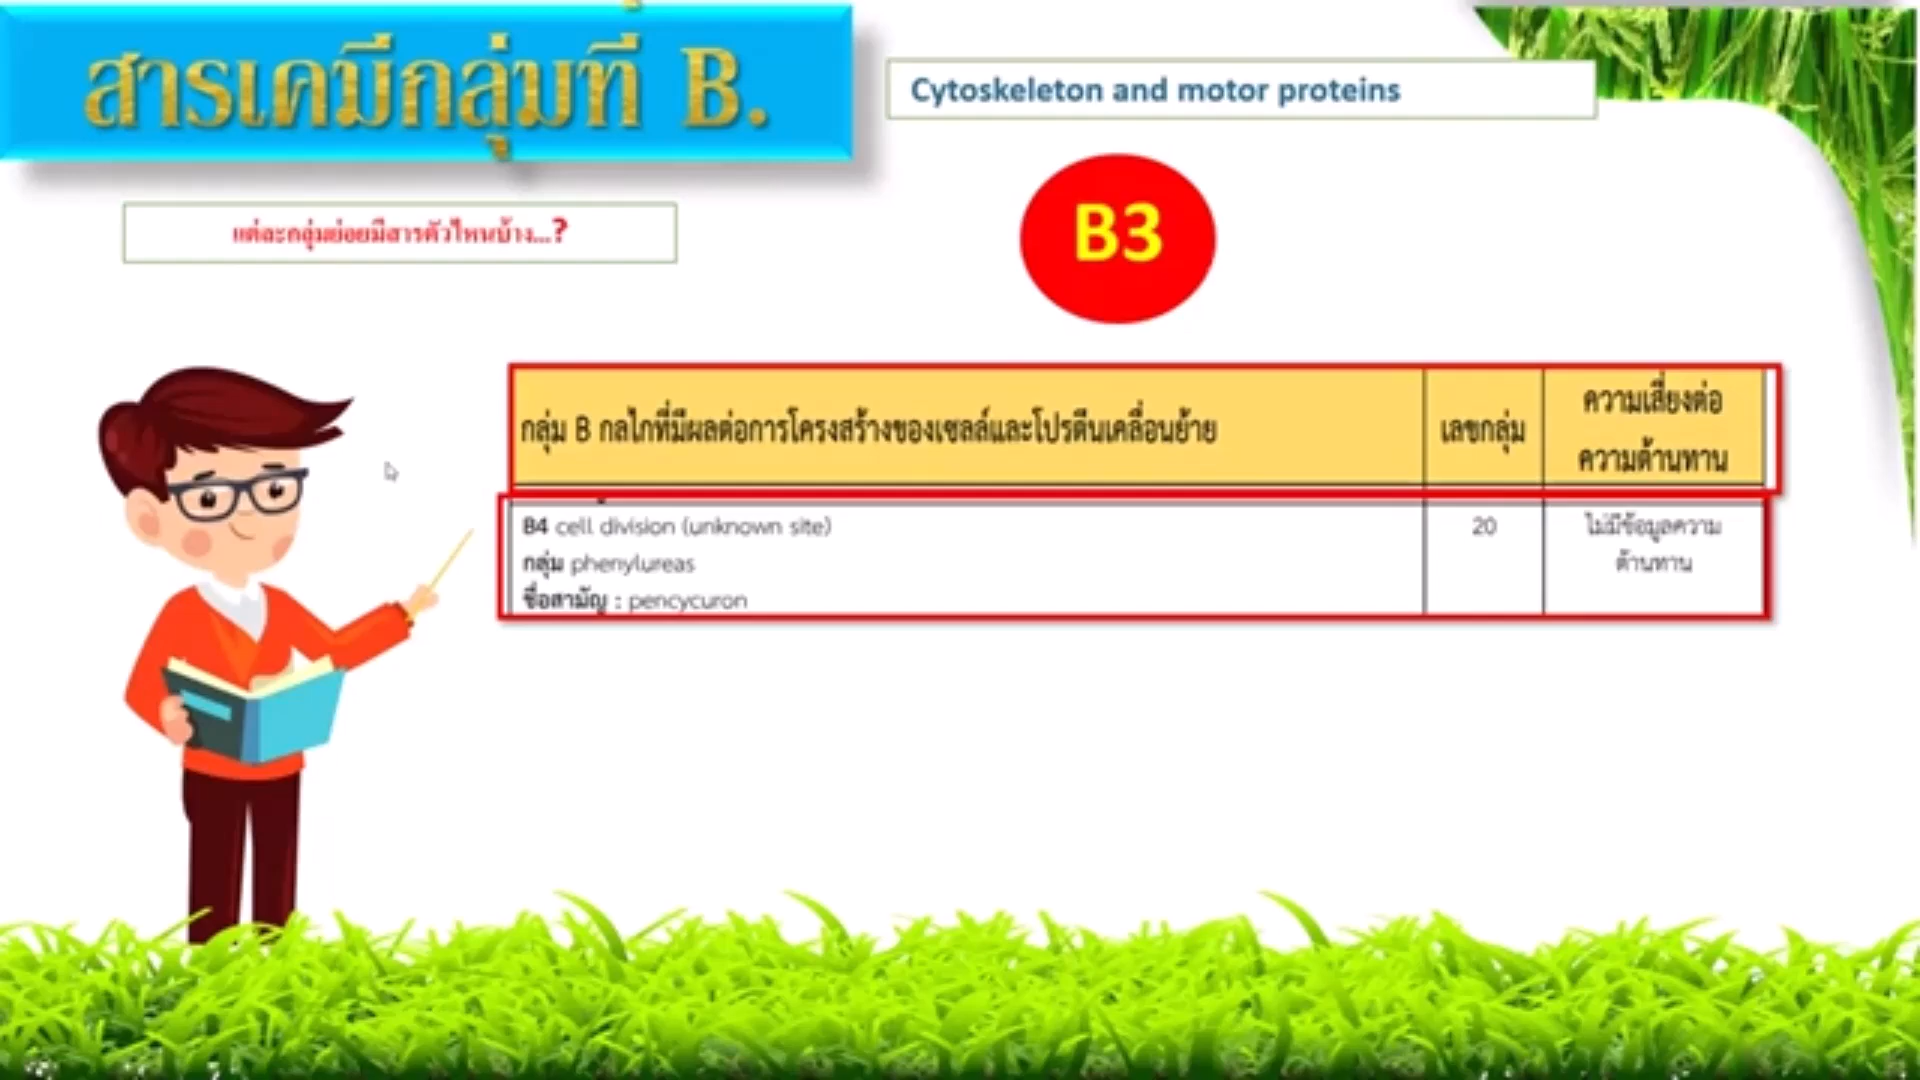 สารเคมีกลุ่มที่ B.
Cytoskeleton and motor proteins
แต่ละกลุ่มย่อยมีสารตัวไหนบ้าง...?
B3
กลุ่ม B กลไกที่มีผลต่อการโครงสร้างของเซลล์และโปรตีนเคลื่อนย้าย
เลขกลุ่ม
ความเสี่ยงต่อ
ความต้านทาน
B4 cell division (unknown site)
กลุ่ม phenylureas
ชื่อสามัญ : pencycuron
20
ไม่มีข้อมูลความ
ต้านทาน